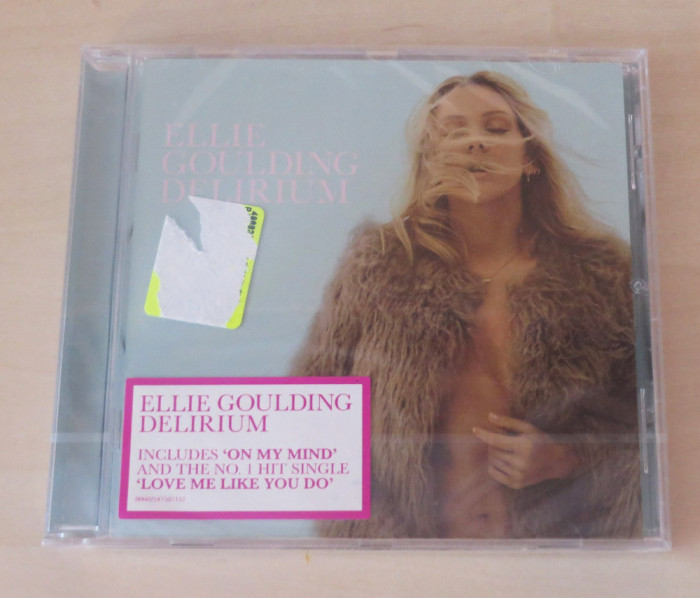 ELLIE
GOULDING
DELIRIUM
ELLIE GOULDING
DELIRIUM
INCLUDES ‘ON MY MIND’
AND THE NO. 1 HIT SINGLE
‘LOVE ME LIKE YOU DO’